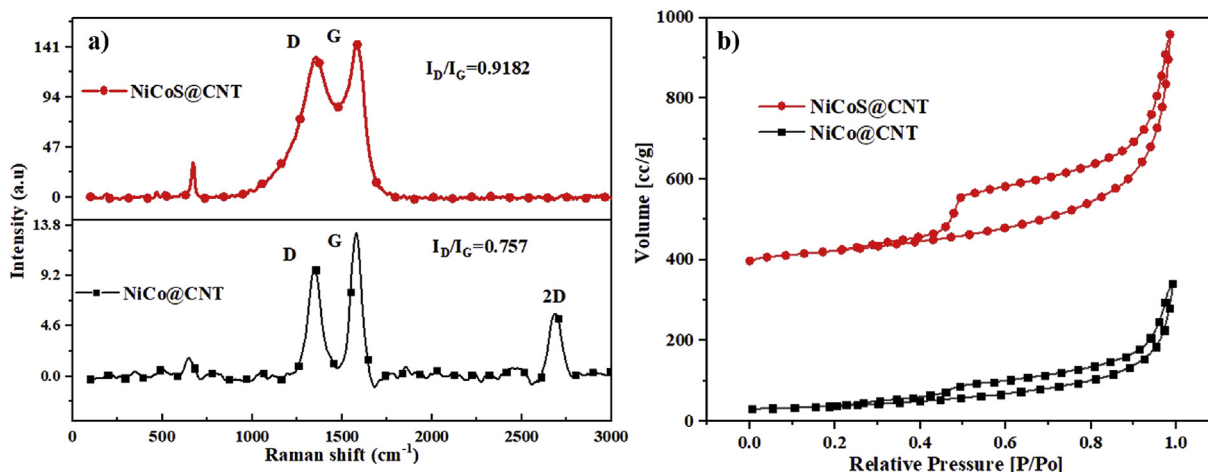 a)
D
G
I_D/I_G=0.9182
NiCoS@CNT
141
94
47
0
D
G
I_D/I_G=0.757
2D
NiCo@CNT
13.8
9.2
4.6
0.0
Intensity (a.u)
0
500
1000
1500
2000
2500
3000
Raman shift (cm⁻¹)
b)
NiCoS@CNT
NiCo@CNT
1000
800
600
400
200
0
Volume [cc/g]
0.0
0.2
0.4
0.6
0.8
1.0
Relative Pressure [P/Po]